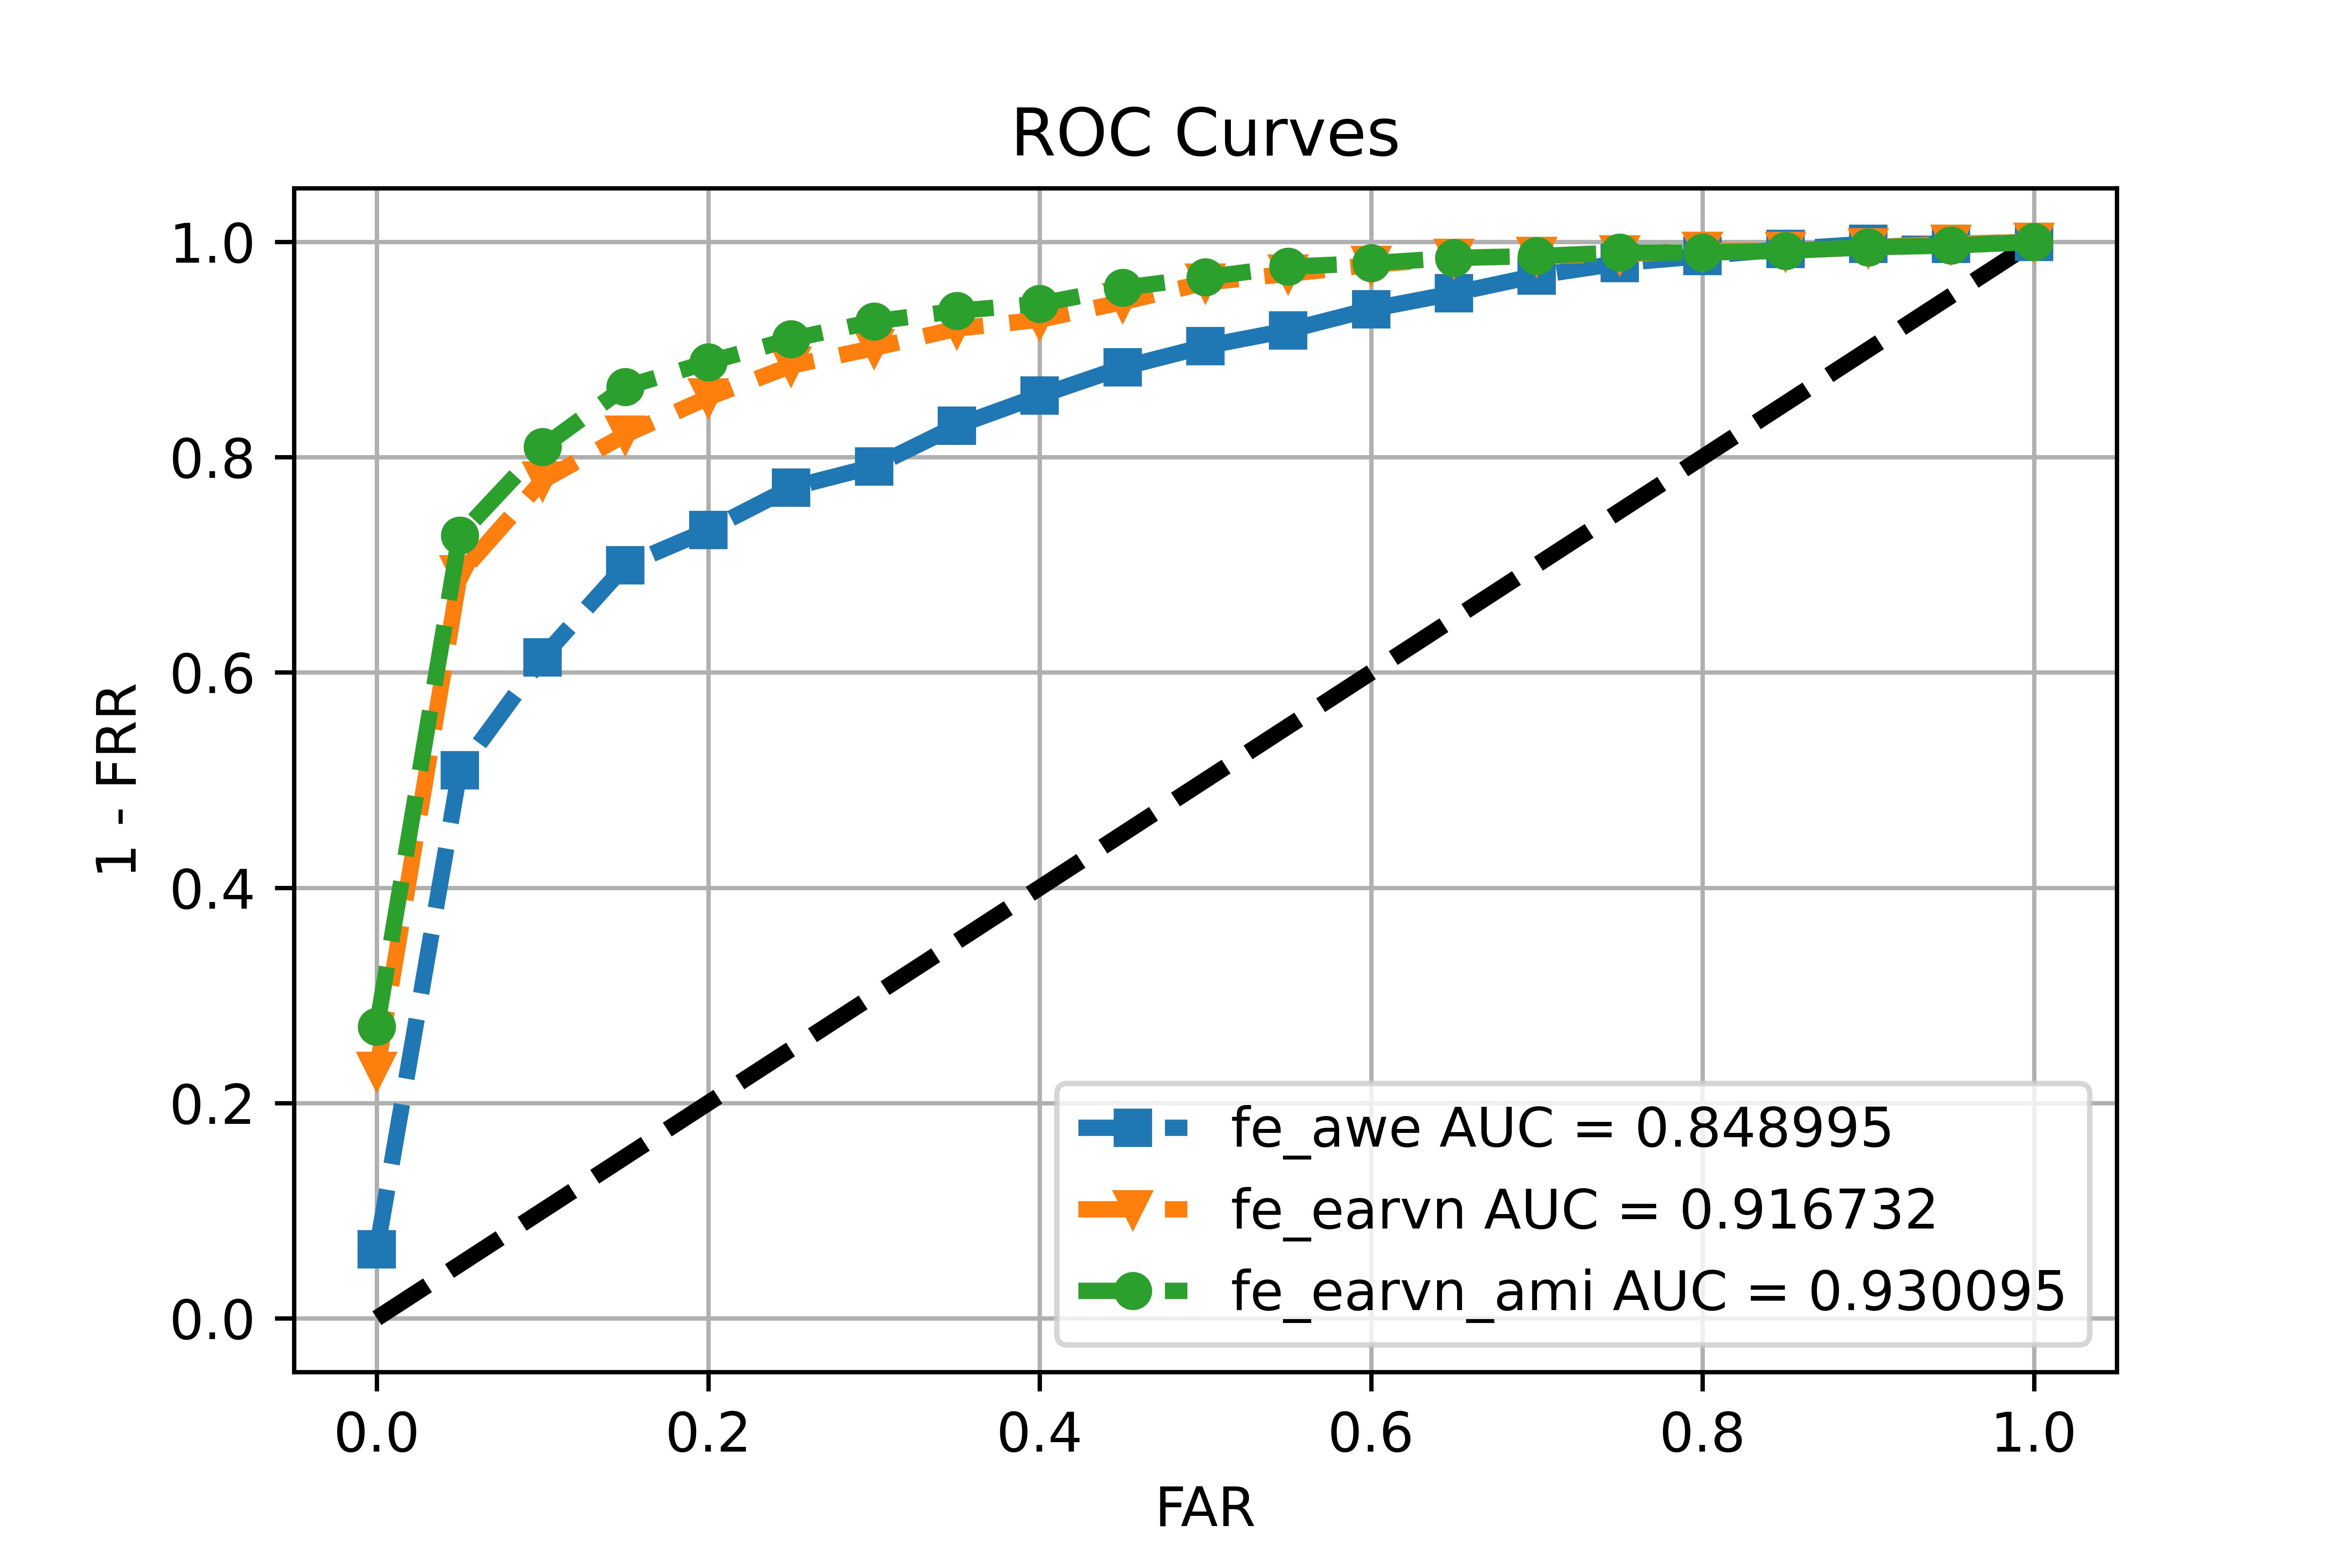 ROC Curves
1.0
0.8
0.6
0.4
0.2
0.0
1 - FRR
fe_awe AUC = 0.848995
fe_earvn AUC = 0.916732
fe_earvn_ami AUC = 0.930095
0.0 0.2 0.4 0.6 0.8 1.0
FAR